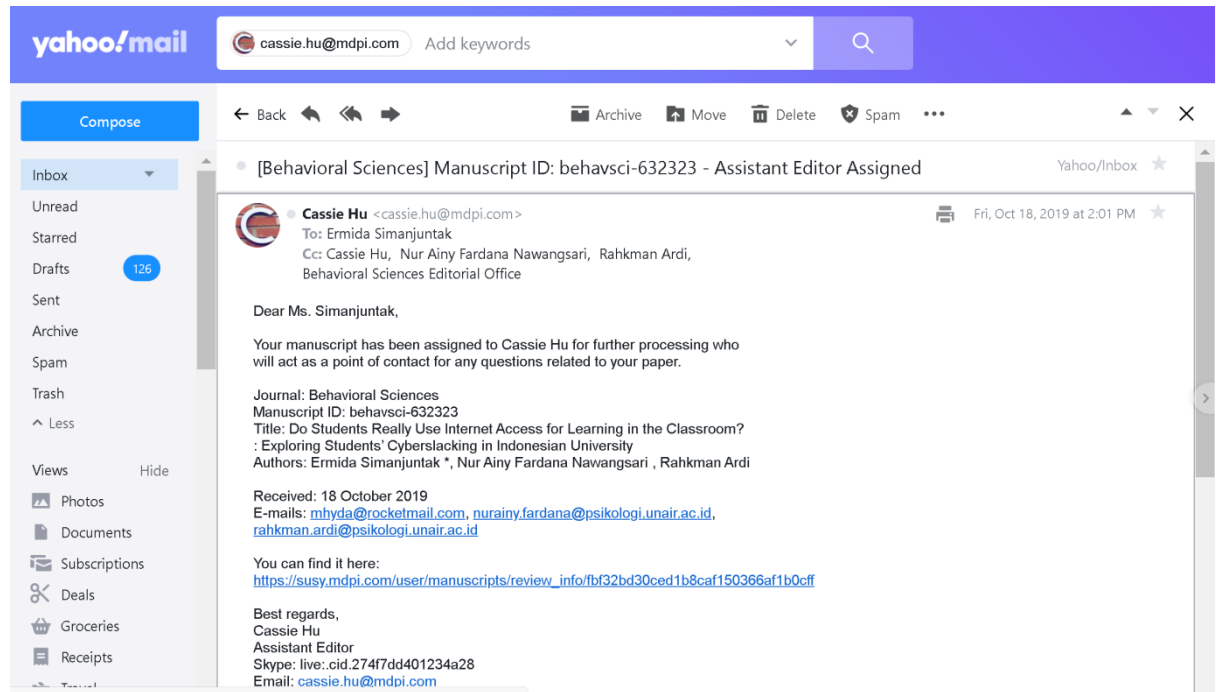 yahoo!mail
cassie.hu@mdpi.com Add keywords
Compose
Back Archive Move Delete Spam •••
Inbox
Unread
Starred
Drafts 126
Sent
Archive
Spam
Trash
Less
Views Hide
Photos
Documents
Subscriptions
Deals
Groceries
Receipts
Travel
[Behavioral Sciences] Manuscript ID: behavsci-632323 - Assistant Editor Assigned Yahoo/Inbox
Cassie Hu <cassie.hu@mdpi.com> Fri, Oct 18, 2019 at 2:01 PM
To: Ermida Simanjuntak
Cc: Cassie Hu, Nur Ainy Fardana Nawangsari, Rahkman Ardi,
Behavioral Sciences Editorial Office
Dear Ms. Simanjuntak,
Your manuscript has been assigned to Cassie Hu for further processing who
will act as a point of contact for any questions related to your paper.
Journal: Behavioral Sciences
Manuscript ID: behavsci-632323
Title: Do Students Really Use Internet Access for Learning in the Classroom?
: Exploring Students' Cyberslacking in Indonesian University
Authors: Ermida Simanjuntak *, Nur Ainy Fardana Nawangsari , Rahkman Ardi
Received: 18 October 2019
E-mails: mhyda@rocketmail.com, nurainy.fardana@psikologi.unair.ac.id,
rahkman.ardi@psikologi.unair.ac.id
You can find it here:
https://susy.mdpi.com/user/manuscripts/review_info/fbf32bd30ced1b8caf150366af1b0cff
Best regards,
Cassie Hu
Assistant Editor
Skype: live:.cid.274f7dd401234a28
Email: cassie.hu@mdpi.com